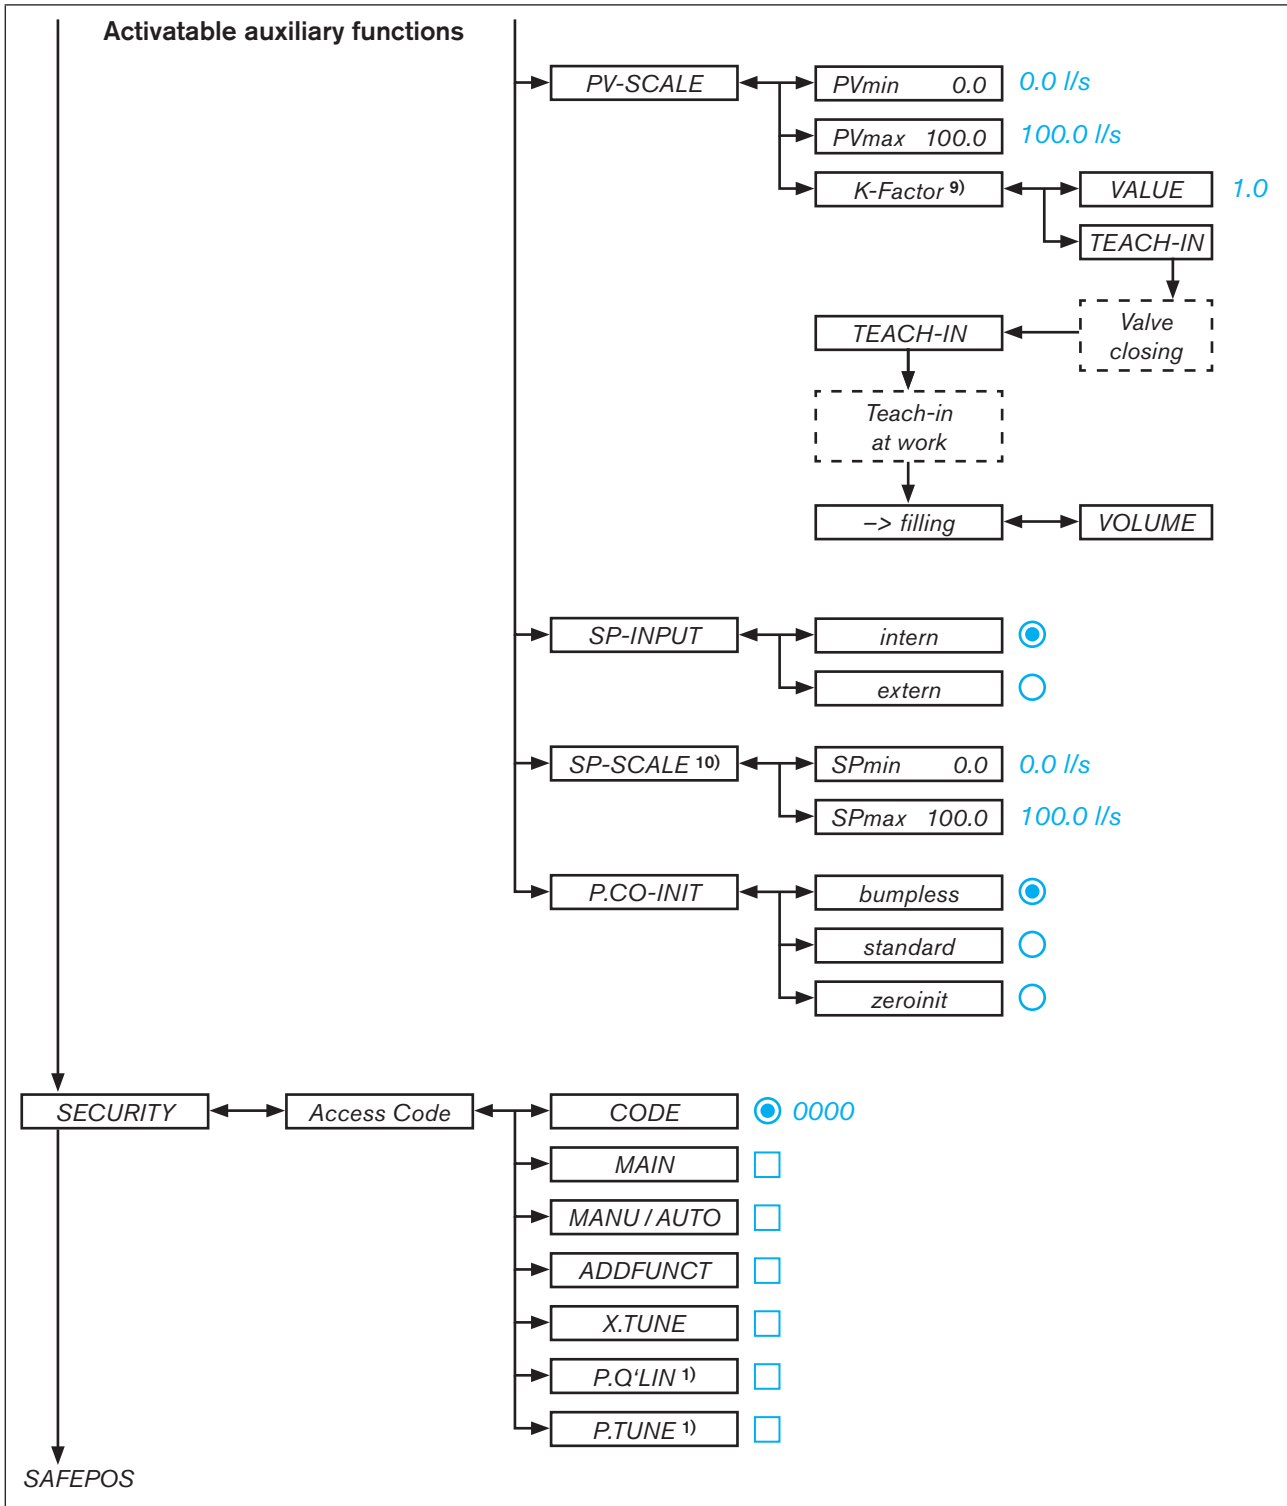 Activatable auxiliary functions
PV-SCALE
PVmin 0.0
0.0 l/s
PVmax 100.0
100.0 l/s
K-Factor 9)
VALUE
1.0
TEACH-IN
Valve
closing
TEACH-IN
Teach-in
at work
–> filling
VOLUME
SP-INPUT
intern
extern
SP-SCALE 10)
SPmin 0.0
0.0 l/s
SPmax 100.0
100.0 l/s
P.CO-INIT
bumpless
standard
zeroinit
SECURITY
Access Code
CODE
0000
MAIN
MANU / AUTO
ADDFUNCT
X.TUNE
P.Q‘LIN 1)
P.TUNE 1)
SAFEPOS